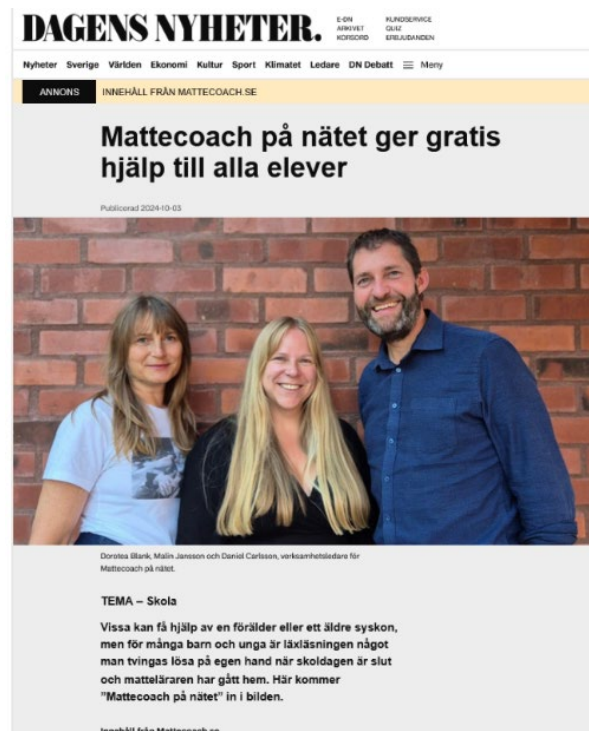 DAGENS NYHETER.
E-DN
ARKIVET
KORSORD
KUNDSERVICE
QUIZ
ERBJUDANDEN
Nyheter Sverige Världen Ekonomi Kultur Sport Klimatet Ledare DN Debatt Meny
ANNONS INNEHÅLL FRÅN MATTECOACH.SE
Mattecoach på nätet ger gratis
hjälp till alla elever
Publicerad 2024-10-03
Dorotea Blank, Malin Jansson och Daniel Carlsson, verksamhetsledare för
Mattecoach på nätet.
TEMA – Skola
Vissa kan få hjälp av en förälder eller ett äldre syskon,
men för många barn och unga är läxläsningen något
man tvingas lösa på egen hand när skoldagen är slut
och matteläraren har gått hem. Här kommer
”Mattecoach på nätet” in i bilden.
Innehåll från Mattecoach.se